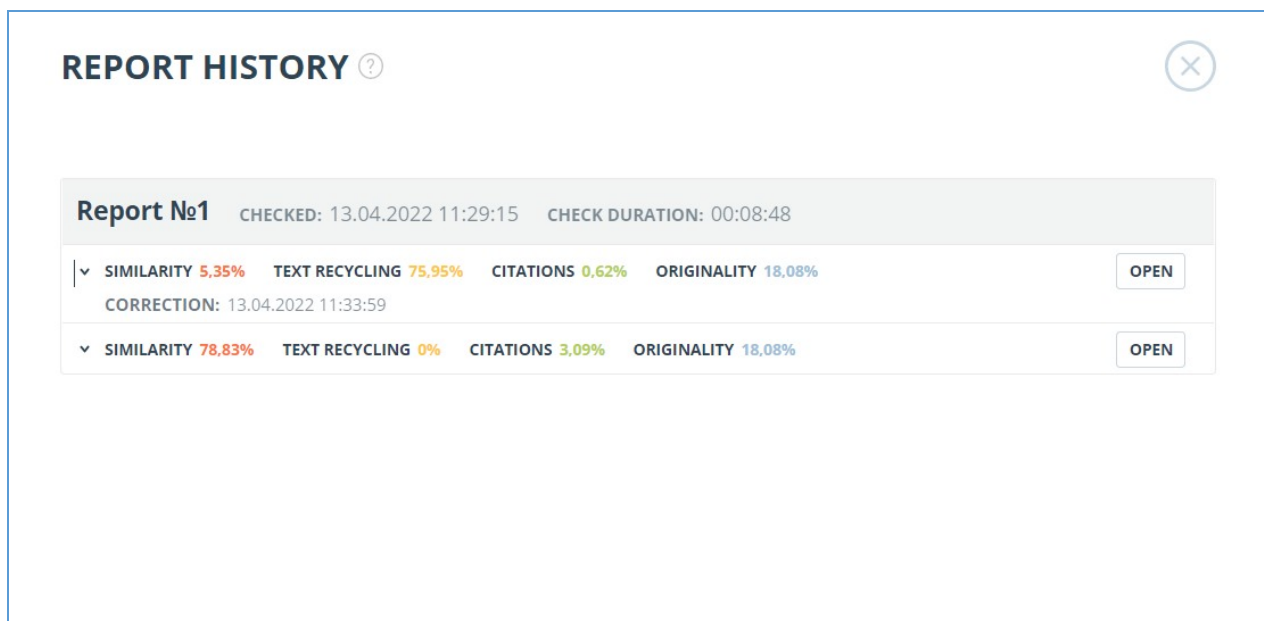 REPORT HISTORY ?
Report №1 CHECKED: 13.04.2022 11:29:15 CHECK DURATION: 00:08:48
SIMILARITY 5,35% TEXT RECYCLING 75,95% CITATIONS 0,62% ORIGINALITY 18,08% OPEN
CORRECTION: 13.04.2022 11:33:59
SIMILARITY 78,83% TEXT RECYCLING 0% CITATIONS 3,09% ORIGINALITY 18,08% OPEN